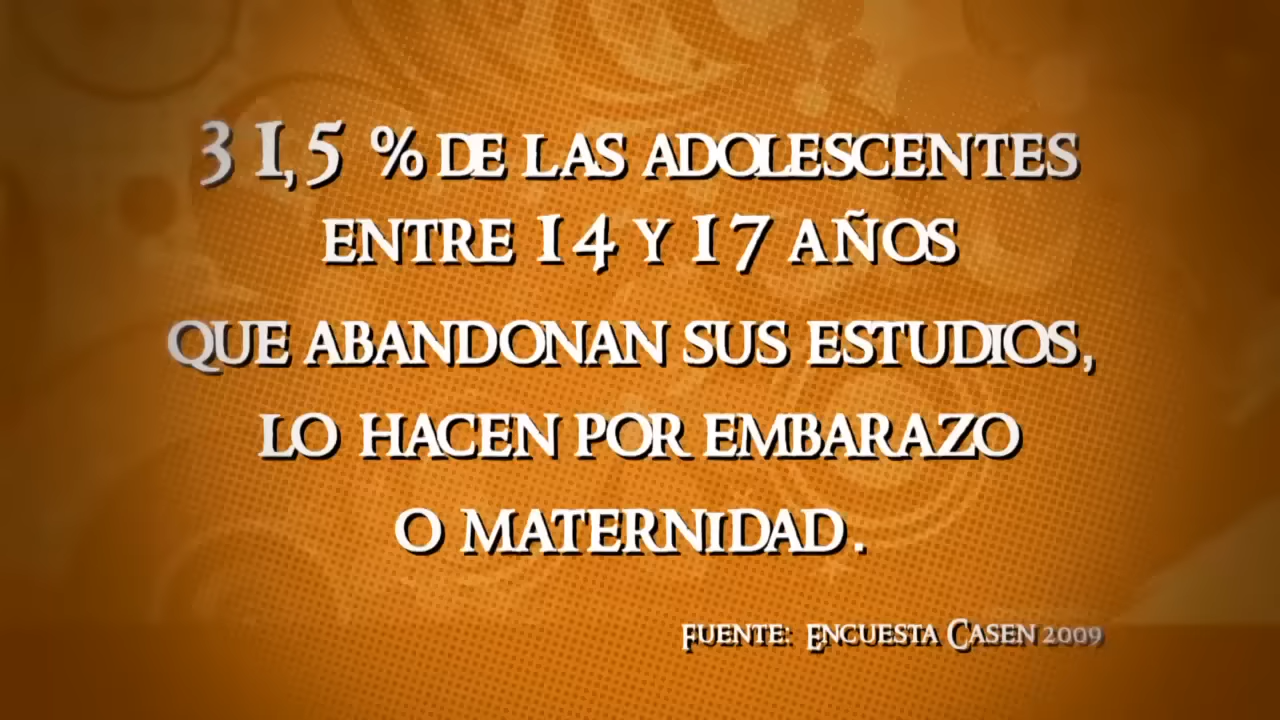 31,5 % DE LAS ADOLESCENTES
ENTRE 14 Y 17 AÑOS
QUE ABANDONAN SUS ESTUDIOS,
LO HACEN POR EMBARAZO
O MATERNIDAD.
FUENTE: ENCUESTA CASEN 2009